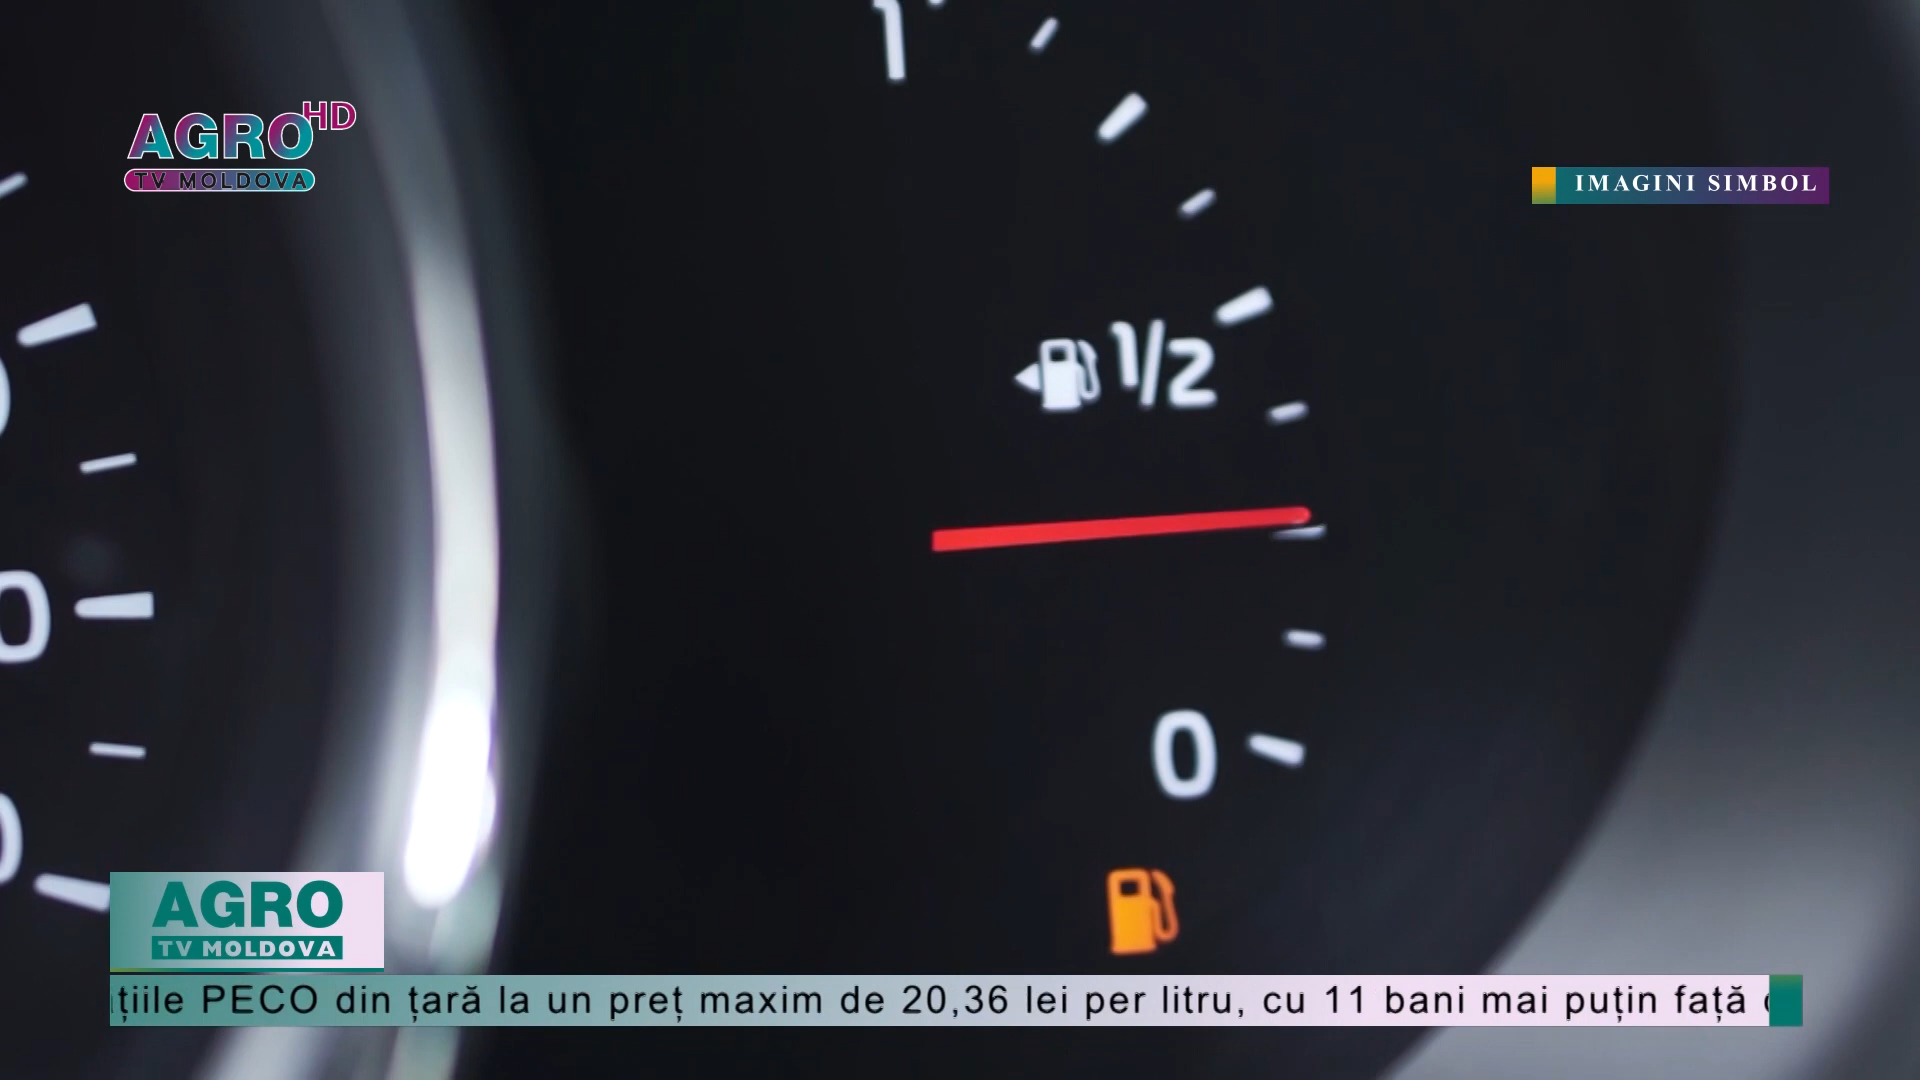 1
AGRO HD
TV MOLDOVA
IMAGINI SIMBOL
1/2
0
0
AGRO
TV MOLDOVA
țiile PECO din țară la un preț maxim de 20,36 lei per litru, cu 11 bani mai puțin față